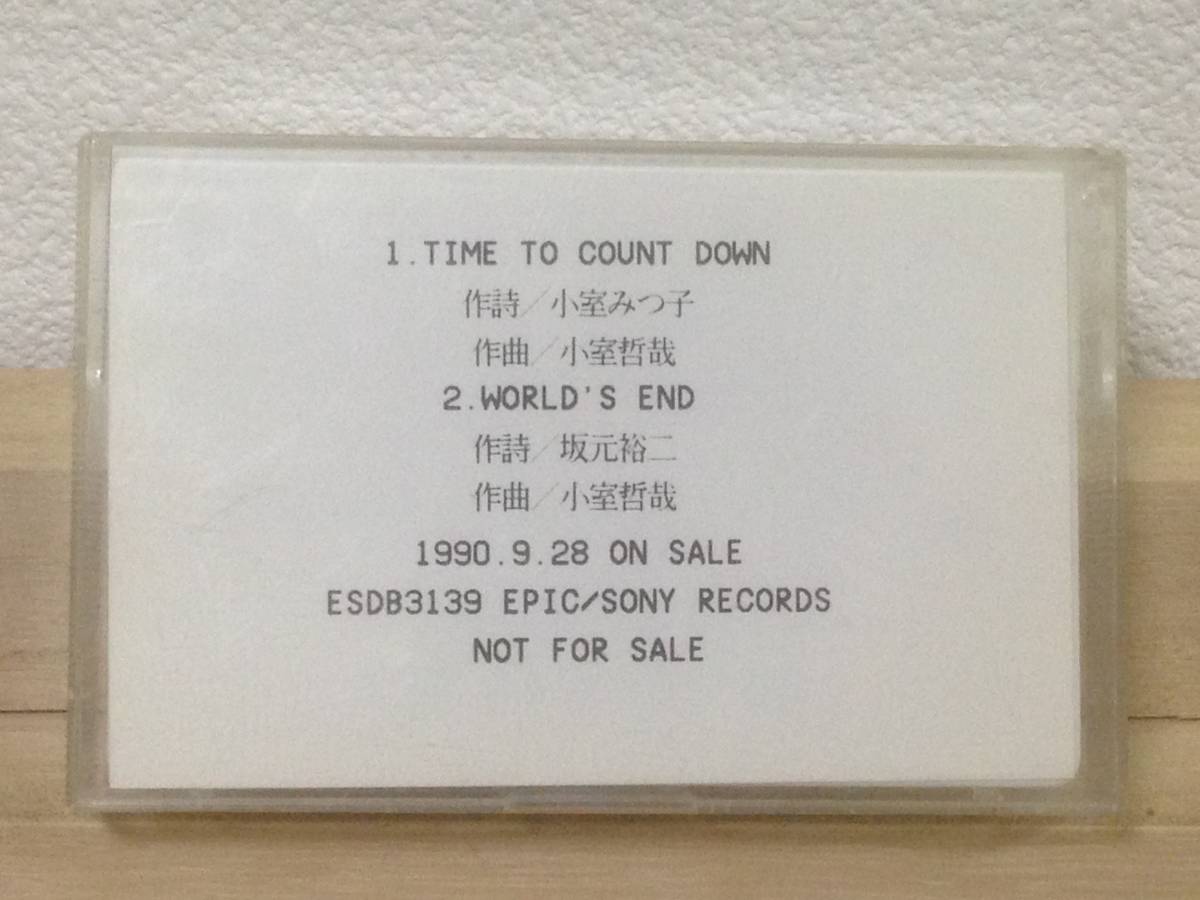 1.TIME TO COUNT DOWN
作詩/小室みつ子
作曲/小室哲哉
2.WORLD'S END
作詩/坂元裕二
作曲/小室哲哉
1990.9.28 ON SALE
ESDB3139 EPIC/SONY RECORDS
NOT FOR SALE